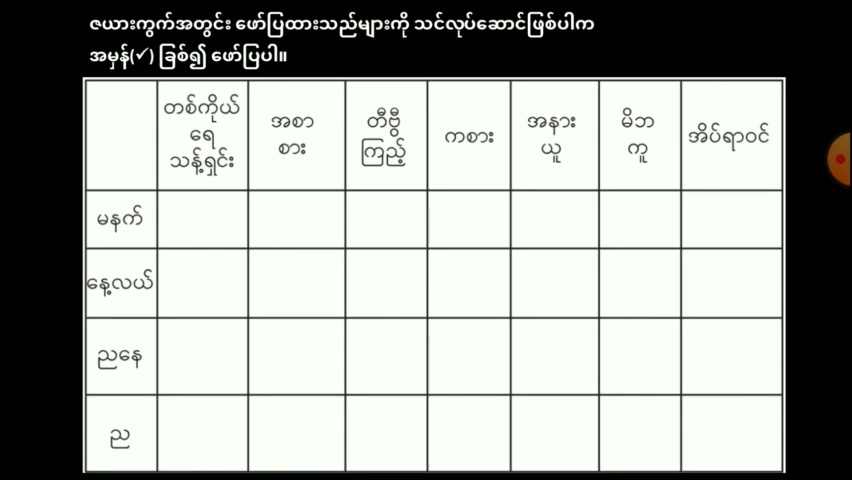 ဇယားကွက်အတွင်း ဖော်ပြထားသည်များကို သင်လုပ်ဆောင်ဖြစ်ပါက
အမှန်(✓) ခြစ်၍ ဖော်ပြပါ။
တစ်ကိုယ်
ရေ
သန့်ရှင်း
အစာ
စား
တီဗွီ
ကြည့်
ကစား
အနား
ယူ
မိဘ
ကူ
အိပ်ရာဝင်
မနက်
နေ့လယ်
ညနေ
ည